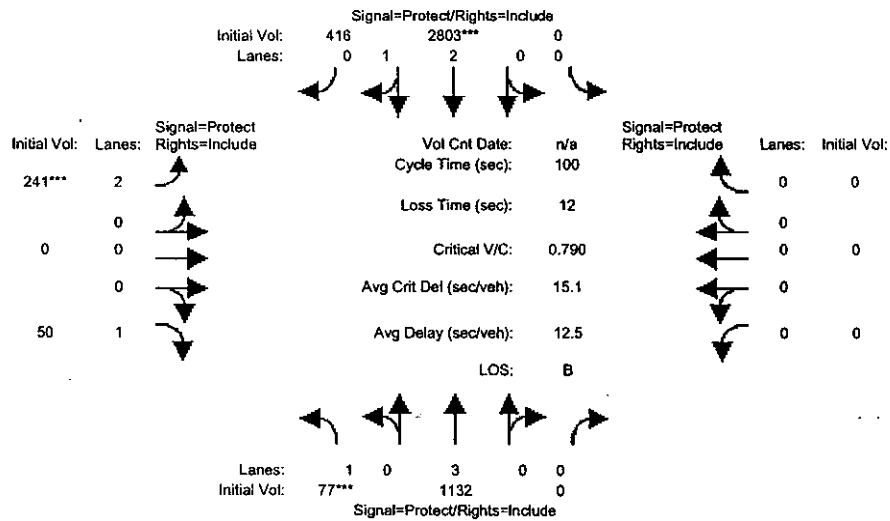 Signal=Protect/Rights=Include
Initial Vol: 416 2803*** 0
Lanes: 0 1 2 0 0
Signal=Protect
Initial Vol: Lanes: Rights=Include
Vol Cnt Date: n/a
Signal=Protect
Rights=Include Lanes: Initial Vol:
Cycle Time (sec): 100
241*** 2
0 0
Loss Time (sec): 12
0
0
0 0
Critical V/C: 0.790
0 0
0
Avg Crit Del (sec/veh): 15.1
0
50 1
Avg Delay (sec/veh): 12.5
0 0
LOS: B
Lanes: 1 0 3 0 0
Initial Vol: 77*** 1132 0
Signal=Protect/Rights=Include